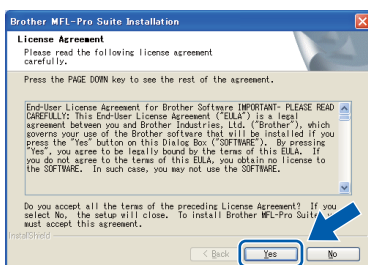 Brother MFL-Pro Suite Installation
License Agreement
Please read the following license agreement
carefully.
Press the PAGE DOWN key to see the rest of the agreement.
End-User License Agreement for Brother Software IMPORTANT- PLEASE READ
CAREFULLY: This End-User License Agreement ("EULA") is a legal
agreement between you and Brother Industries, Ltd. ("Brother"), which
governs your use of the Brother software that will be installed if you
press the "Yes" button on this Dialog Box ("SOFTWARE"). By pressing
"Yes", you agree to be legally bound by the terms of this EULA. If
you do not agree to the terms of this EULA, you obtain no license to
the SOFTWARE. In such case, you may not use the SOFTWARE.
Do you accept all the terms of the preceding License Agreement? If you
select No, the setup will close. To install Brother MFL-Pro Suite,
must accept this agreement.
InstallShield
< Back
Yes
No